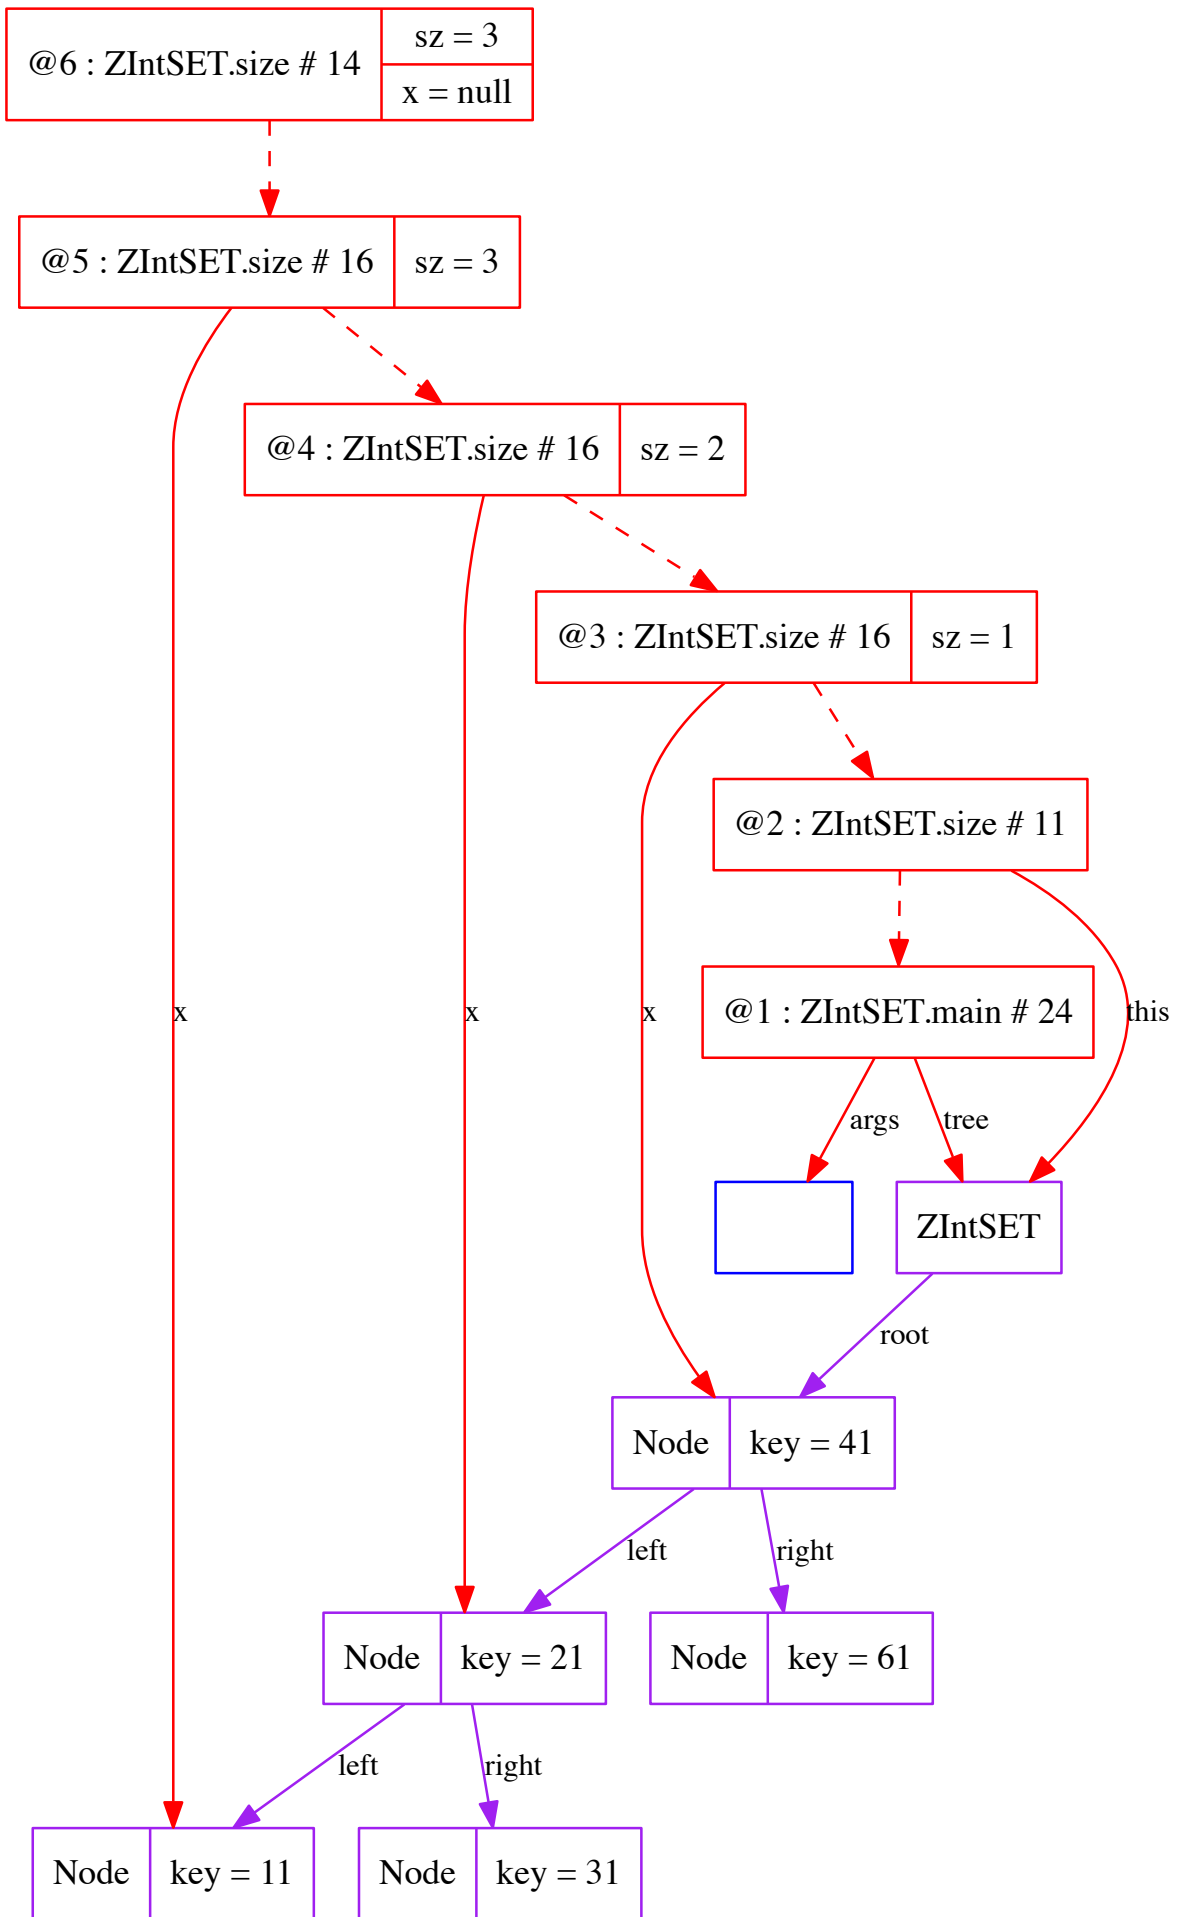 @6 : ZIntSET.size # 14
sz = 3
x = null
@5 : ZIntSET.size # 16
sz = 3
@4 : ZIntSET.size # 16
sz = 2
@3 : ZIntSET.size # 16
sz = 1
@2 : ZIntSET.size # 11
x
x
x
@1 : ZIntSET.main # 24
this
args
tree
ZIntSET
root
Node
key = 41
left
right
Node
key = 21
Node
key = 61
left
right
Node
key = 11
Node
key = 31